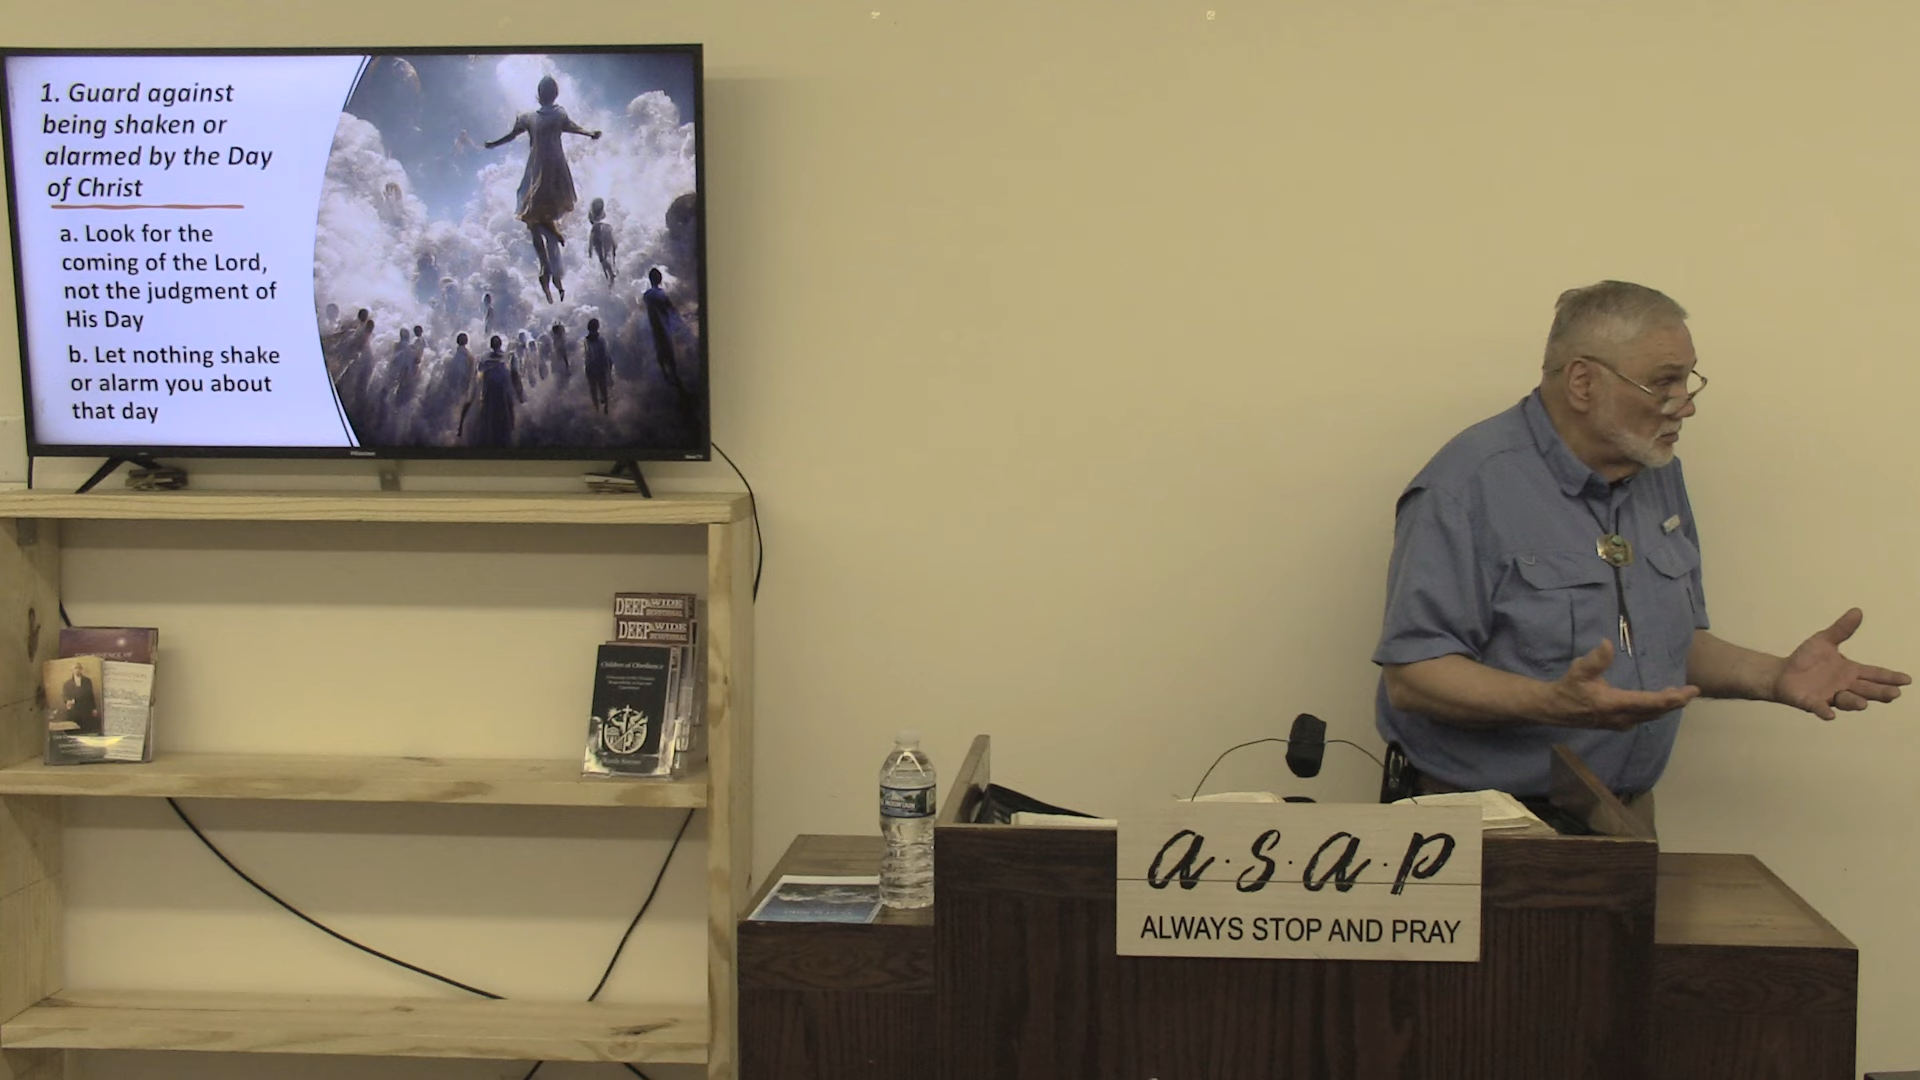 1. Guard against
being shaken or
alarmed by the Day
of Christ
a. Look for the
coming of the Lord,
not the judgment of
His Day
b. Let nothing shake
or alarm you about
that day
DEEP & WIDE
DEVOTIONAL
DEEP & WIDE
Children of Obedience
a.s.a.p
ALWAYS STOP AND PRAY